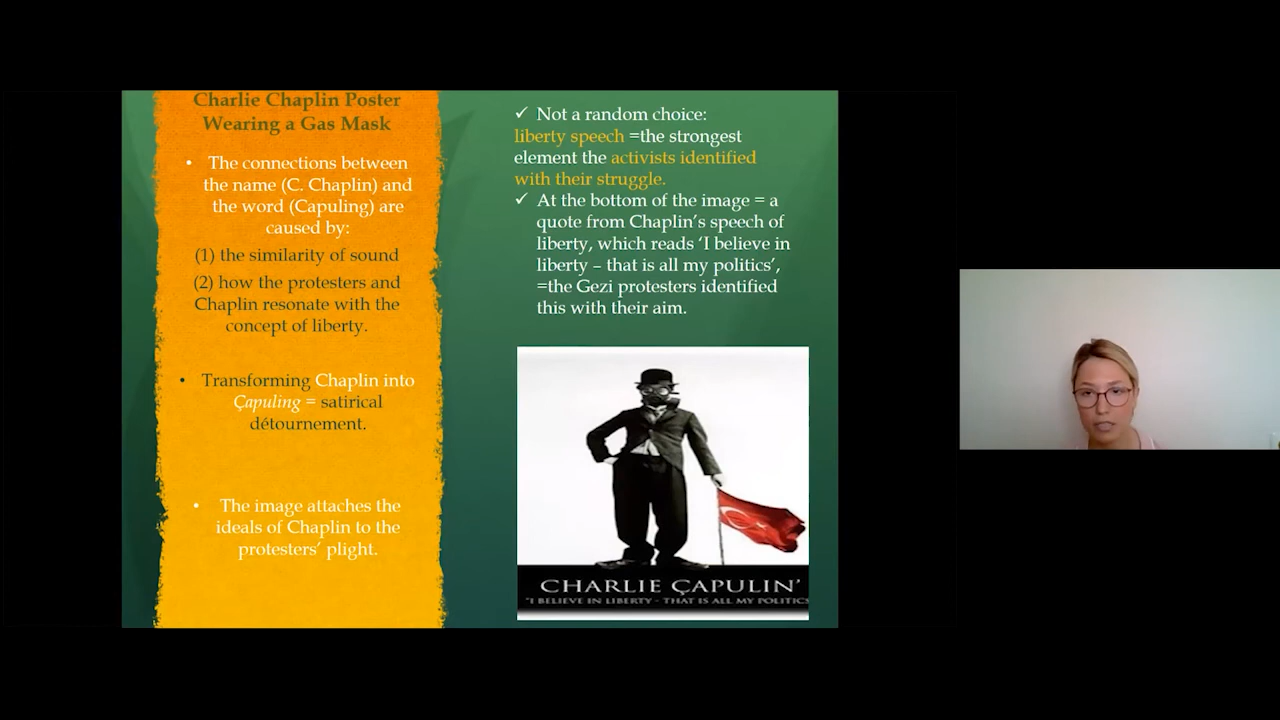 Charlie Chaplin Poster
Wearing a Gas Mask
• The connections between
the name (C. Chaplin) and
the word (Capuling) are
caused by:
(1) the similarity of sound
(2) how the protesters and
Chaplin resonate with the
concept of liberty.
• Transforming Chaplin into
Çapuling = satirical
détournement.
• The image attaches the
ideals of Chaplin to the
protesters’ plight.
✓ Not a random choice:
liberty speech =the strongest
element the activists identified
with their struggle.
✓ At the bottom of the image = a
quote from Chaplin’s speech of
liberty, which reads ‘I believe in
liberty – that is all my politics’,
=the Gezi protesters identified
this with their aim.
CHARLIE ÇAPULIN’
"I BELIEVE IN LIBERTY - THAT IS ALL MY POLITICS